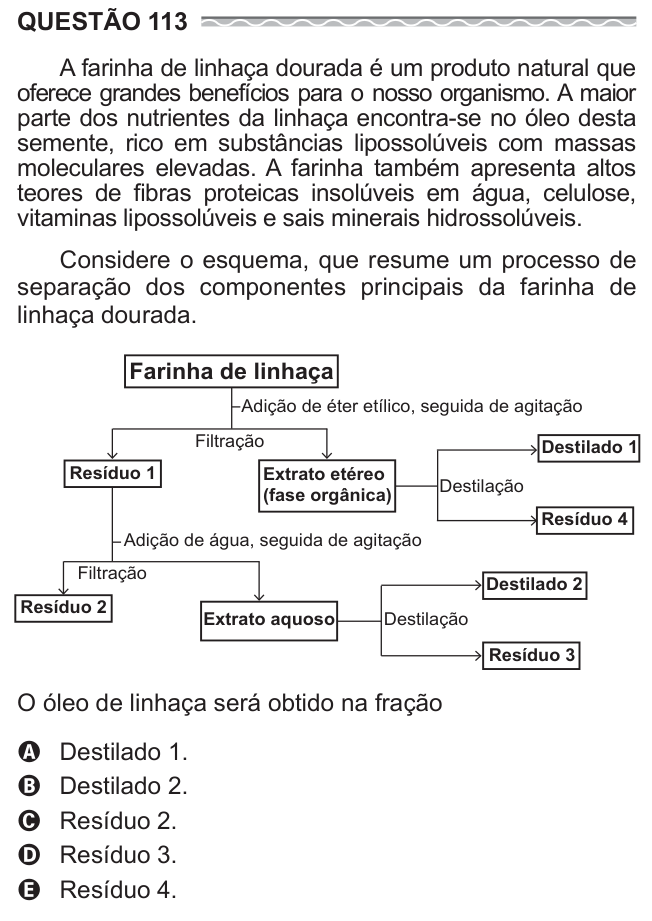 QUESTÃO 113
A farinha de linhaça dourada é um produto natural que
oferece grandes benefícios para o nosso organismo. A maior
parte dos nutrientes da linhaça encontra-se no óleo desta
semente, rico em substâncias lipossolúveis com massas
moleculares elevadas. A farinha também apresenta altos
teores de fibras proteicas insolúveis em água, celulose,
vitaminas lipossolúveis e sais minerais hidrossolúveis.
Considere o esquema, que resume um processo de
separação dos componentes principais da farinha de
linhaça dourada.
Farinha de linhaça
Adição de éter etílico, seguida de agitação
Filtração
Resíduo 1
Extrato etéreo
(fase orgânica)
Destilação
Destilado 1
Resíduo 4
Adição de água, seguida de agitação
Filtração
Resíduo 2
Extrato aquoso
Destilação
Destilado 2
Resíduo 3
O óleo de linhaça será obtido na fração
A Destilado 1.
B Destilado 2.
C Resíduo 2.
D Resíduo 3.
E Resíduo 4.